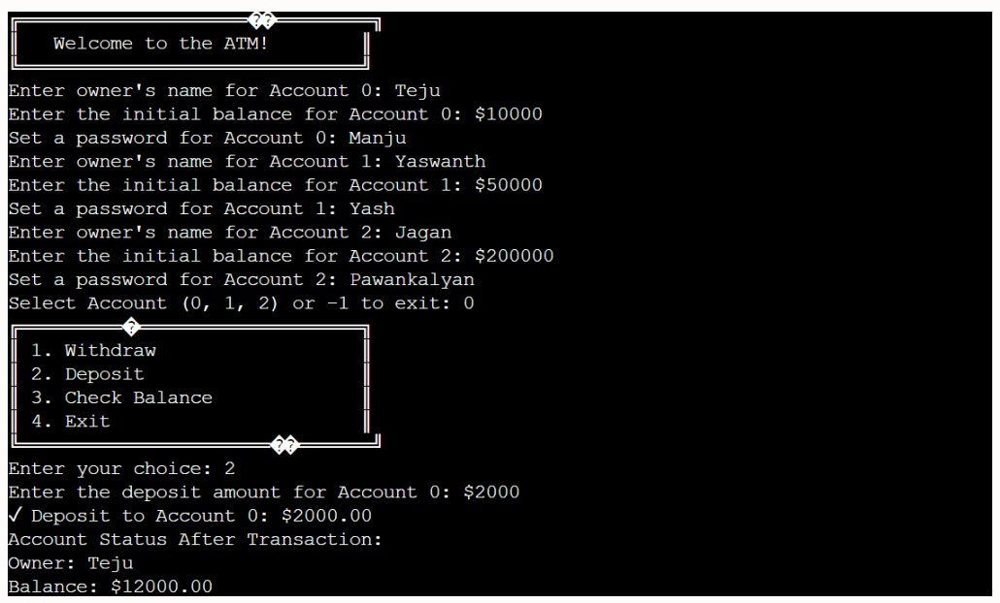 Welcome to the ATM!
Enter owner's name for Account 0: Teju
Enter the initial balance for Account 0: $10000
Set a password for Account 0: Manju
Enter owner's name for Account 1: Yaswanth
Enter the initial balance for Account 1: $50000
Set a password for Account 1: Yash
Enter owner's name for Account 2: Jagan
Enter the initial balance for Account 2: $200000
Set a password for Account 2: Pawankalyan
Select Account (0, 1, 2) or -1 to exit: 0
1. Withdraw
2. Deposit
3. Check Balance
4. Exit
Enter your choice: 2
Enter the deposit amount for Account 0: $2000
✓ Deposit to Account 0: $2000.00
Account Status After Transaction:
Owner: Teju
Balance: $12000.00